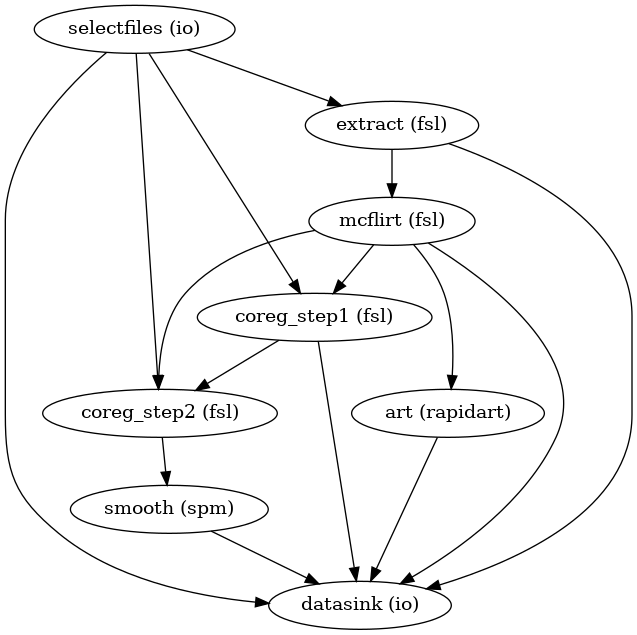 selectfiles (io)
extract (fsl)
mcflirt (fsl)
coreg_step1 (fsl)
coreg_step2 (fsl)
art (rapidart)
smooth (spm)
datasink (io)